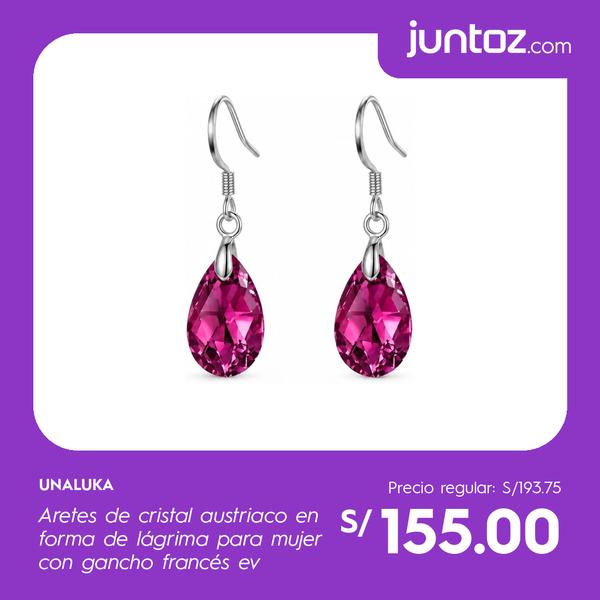 juntoz.com
UNALUKA
Aretes de cristal austriaco en
forma de lágrima para mujer
con gancho francés ev
Precio regular: S/193.75
S/155.00